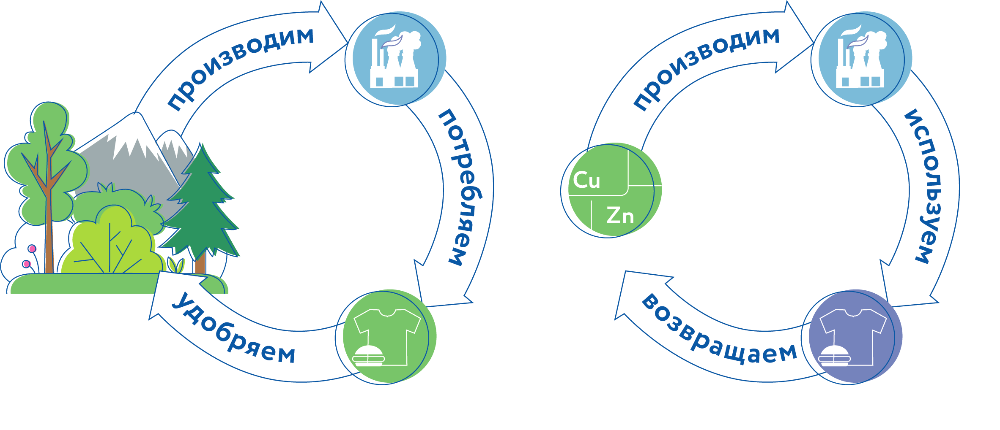 производим
потребляем
удобряем
производим
используем
возвращаем
Cu
Zn